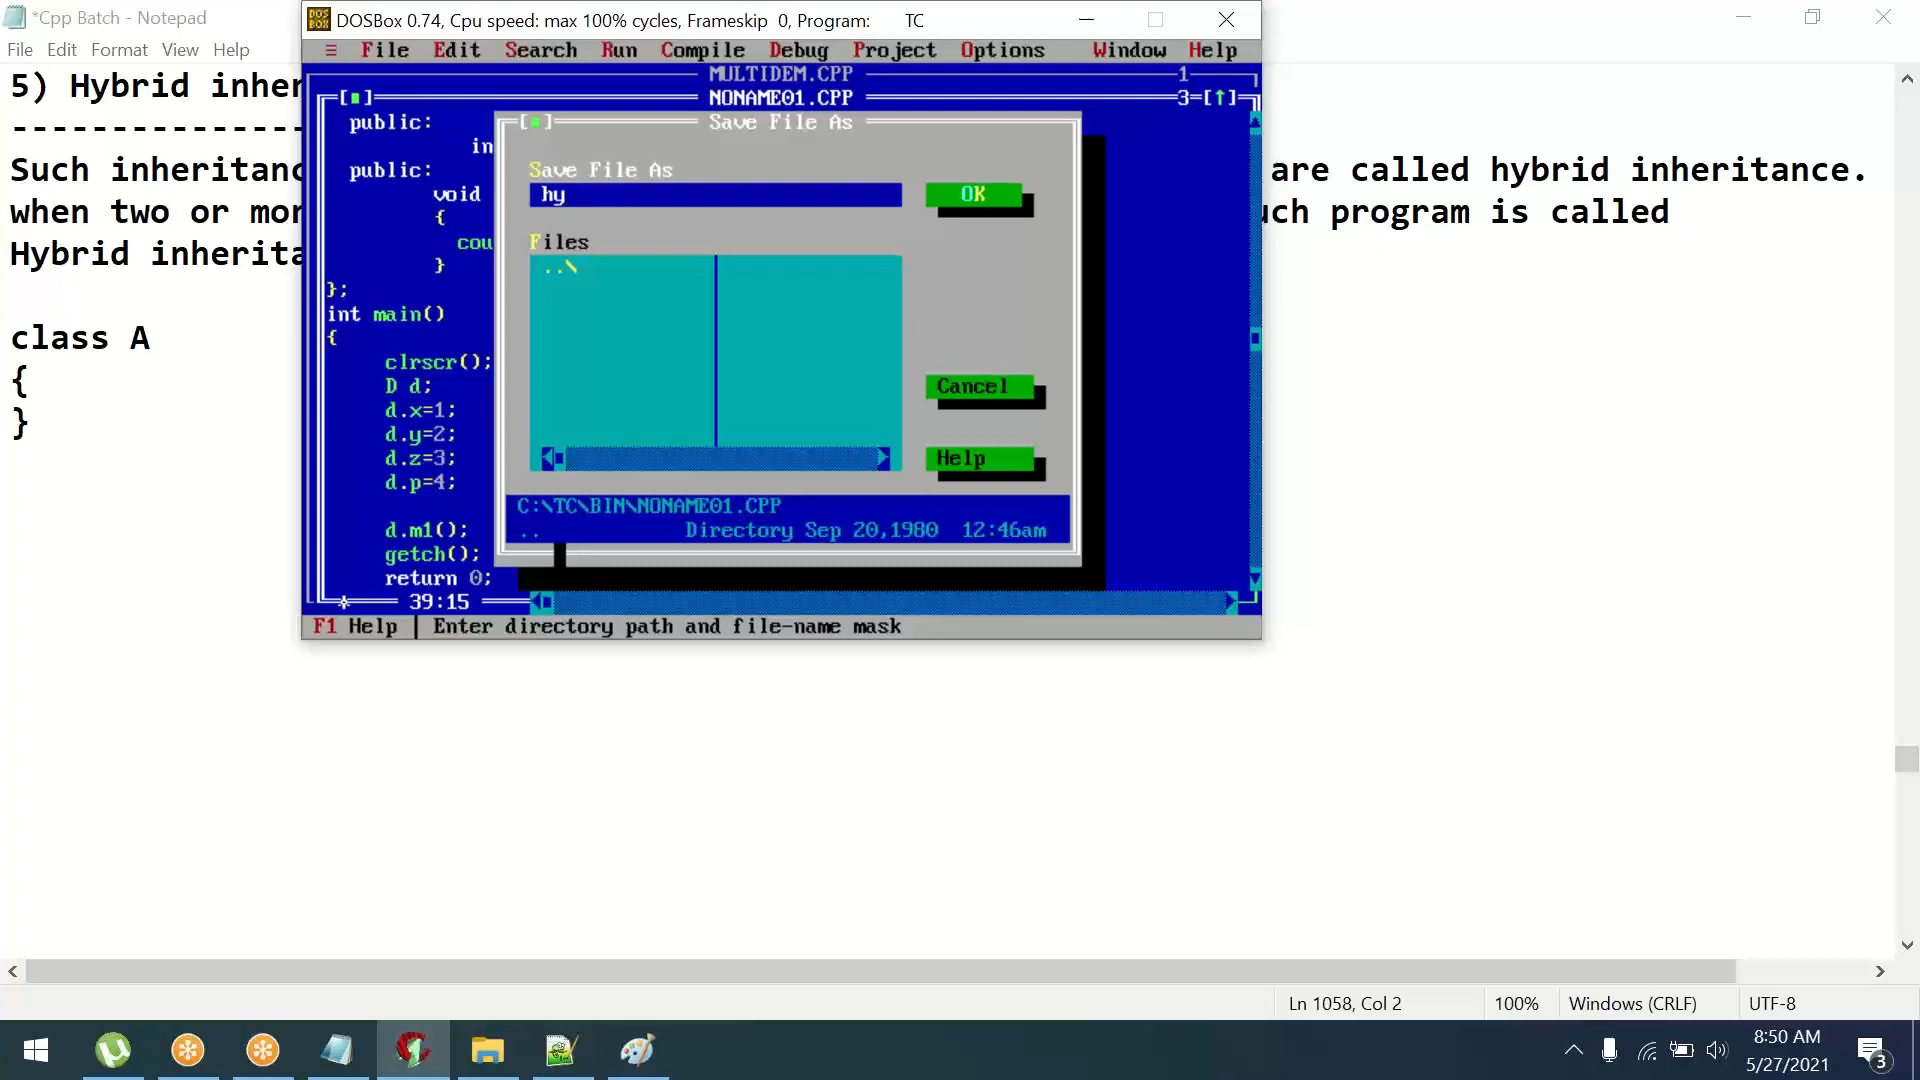 *Cpp Batch - Notepad
File Edit Format View Help
5) Hybrid inher
---------------
Such inheritanc
are called hybrid inheritance.
when two or mor
uch program is called
Hybrid inherita
class A
{
}
DOSBox 0.74, Cpu speed: max 100% cycles, Frameskip 0, Program: TC
≡ File Edit Search Run Compile Debug Project Options Window Help
MULTIDEM.CPP 1
[■] NONAME01.CPP 3=[↑]
public:
in
public:
void
{
cou
}
};
int main()
{
clrscr();
D d;
d.x=1;
d.y=2;
d.z=3;
d.p=4;
d.m1();
getch();
return 0;
39:15
[■] Save File As
Save File As
hy
OK
Files
..\
Cancel
Help
C:\TC\BIN\NONAME01.CPP
.. Directory Sep 20,1980 12:46am
F1 Help | Enter directory path and file-name mask
Ln 1058, Col 2 100% Windows (CRLF) UTF-8
8:50 AM
5/27/2021
3